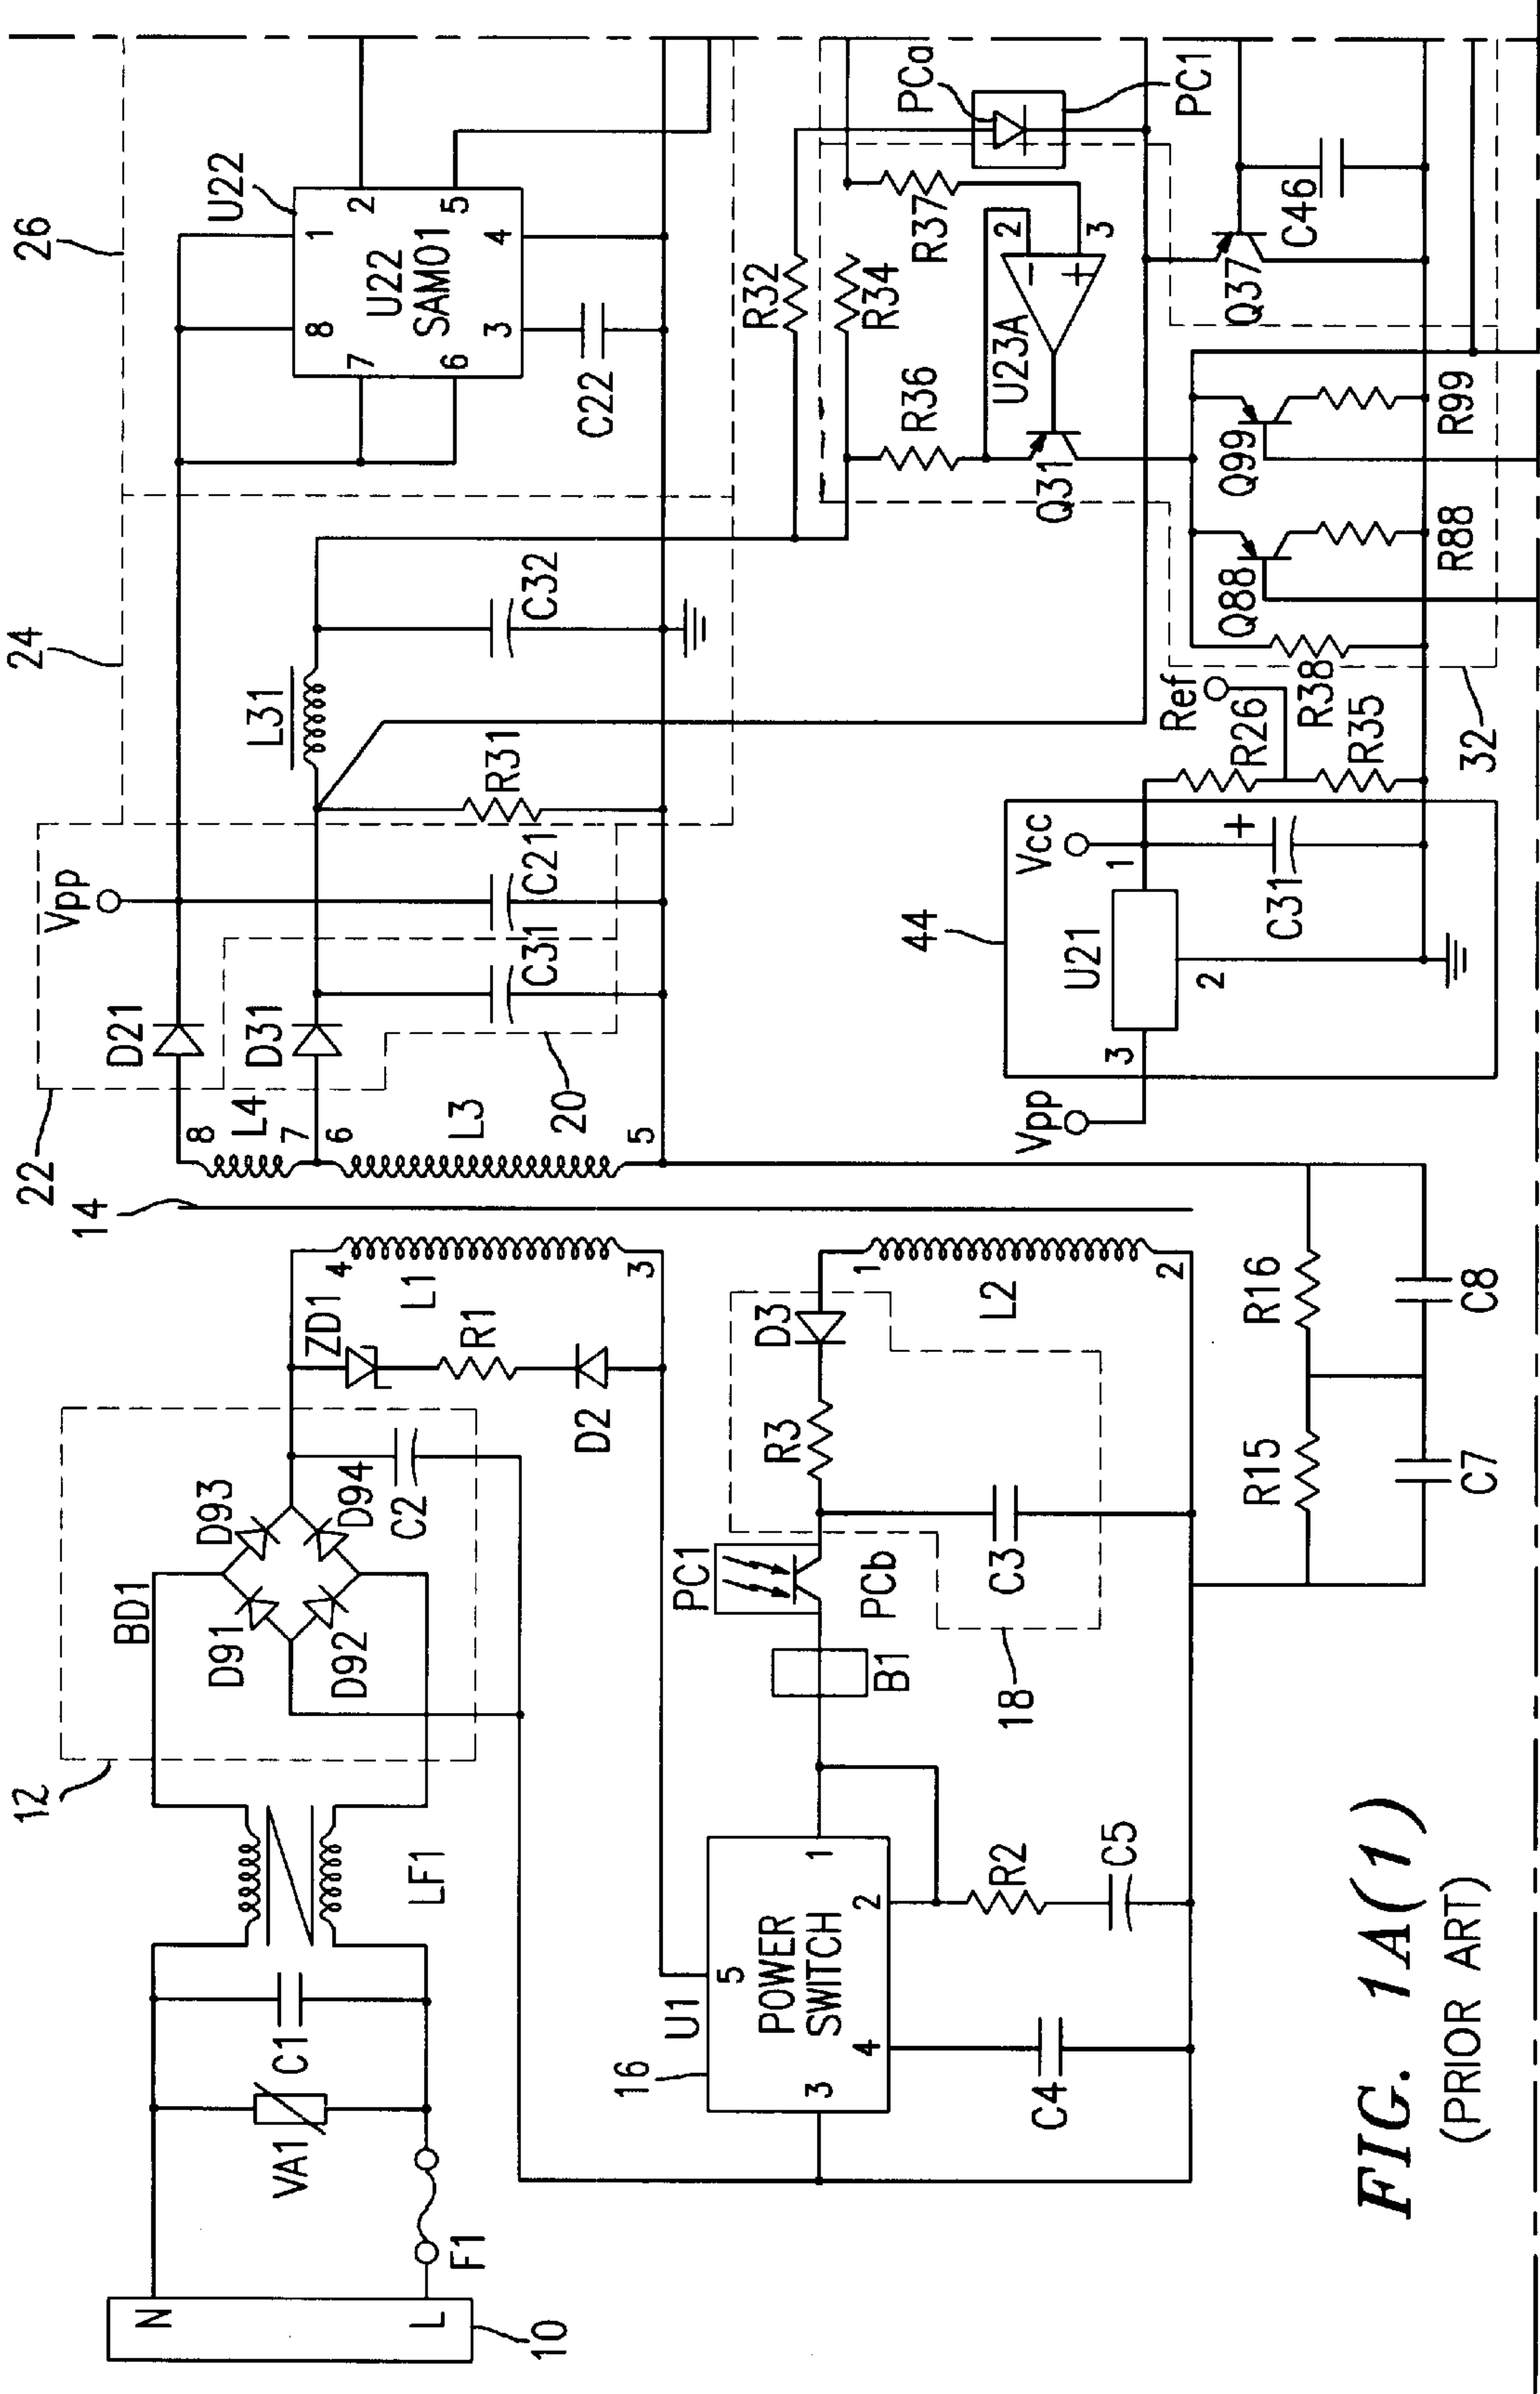 26
24
22
14
12
10
N
L
F1
VA1
C1
LF1
BD1
D91
D93
D92
D94
C2
ZD1
R1
D2
4
L1
3
8
L4
7
6
L3
5
D21
D31
20
Vpp
C31
C21
R31
L31
C32
U22
8
1
7
2
U22
SAM01
6
5
3
4
C22
16
U1
5
POWER
SWITCH
1
2
3
4
C4
R2
C5
PC1
B1
PCb
R3
D3
C3
18
1
L2
2
R15
R16
C7
C8
44
Vpp
3
U21
1
2
Vcc
+
C31
Ref
R26
R35
R38
32
Q88
R88
Q99
R99
Q31
R36
U23A
−
+
2
3
R32
R34
R37
PCa
PC1
Q37
C46
FIG. 1A(1)
(PRIOR ART)